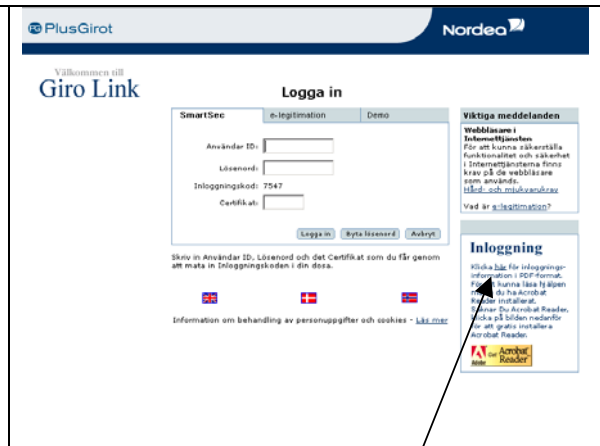 PG PlusGirot
Nordea
Välkommen till
Giro Link
Logga in
SmartSec
e-legitimation
Demo
Användar ID:
Lösenord:
Inloggningskod: 7547
Certifikat:
Logga in
Byta lösenord
Avbryt
Skriv in Användar ID, Lösenord och det Certifikat som du får genom
att mata in Inloggningskoden i din dosa.
Information om behandling av personuppgifter och cookies - Läs mer
Viktiga meddelanden
Webbläsare i
Internettjänsten
För att kunna säkerställa
funktionalitet och säkerhet
i Internettjänsterna finns
krav på de webbläsare
som används.
Hård- och mjukvarukrav
Vad är e-legitimation?
Inloggning
Klicka här för inloggnings-
information i PDF-format.
För att kunna läsa hjälpen
måste du ha Acrobat
Reader installerat.
Saknar Du Acrobat Reader,
klicka på bilden nedanför
för att gratis installera
Acrobat Reader.
Adobe
Get Acrobat
Reader